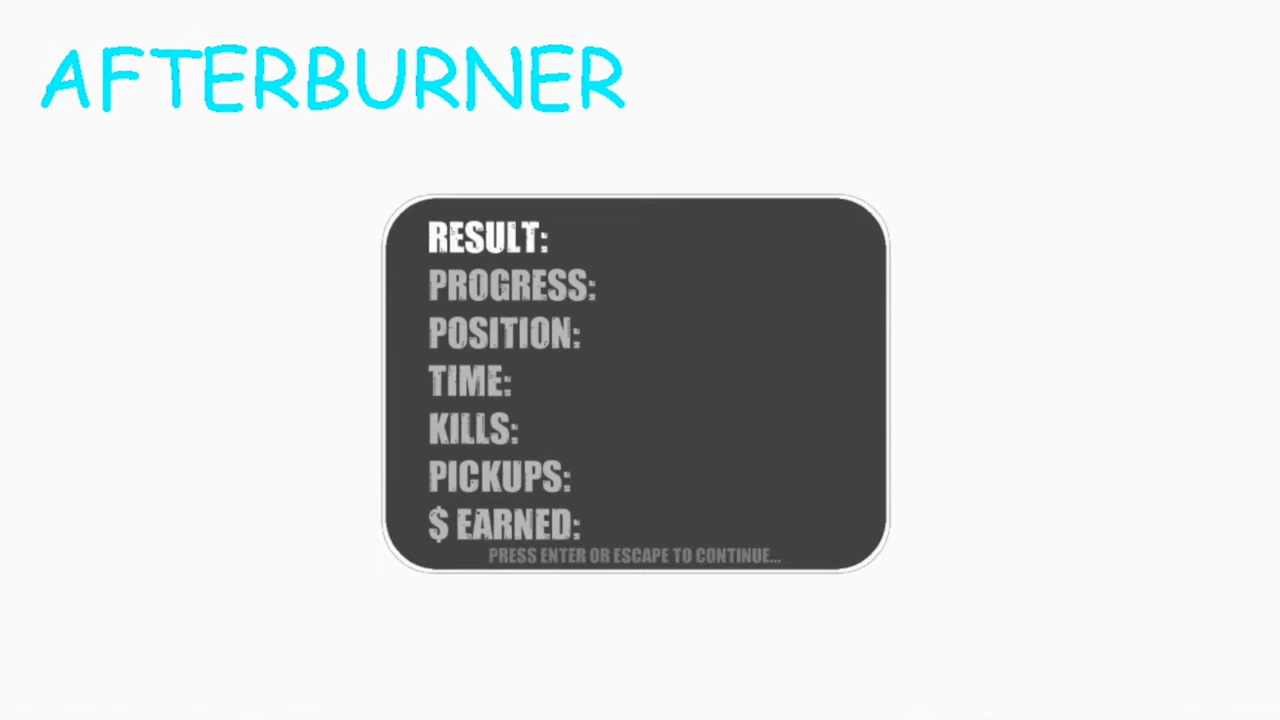 AFTERBURNER
RESULT:
PROGRESS:
POSITION:
TIME:
KILLS:
PICKUPS:
$ EARNED:
PRESS ENTER OR ESCAPE TO CONTINUE...